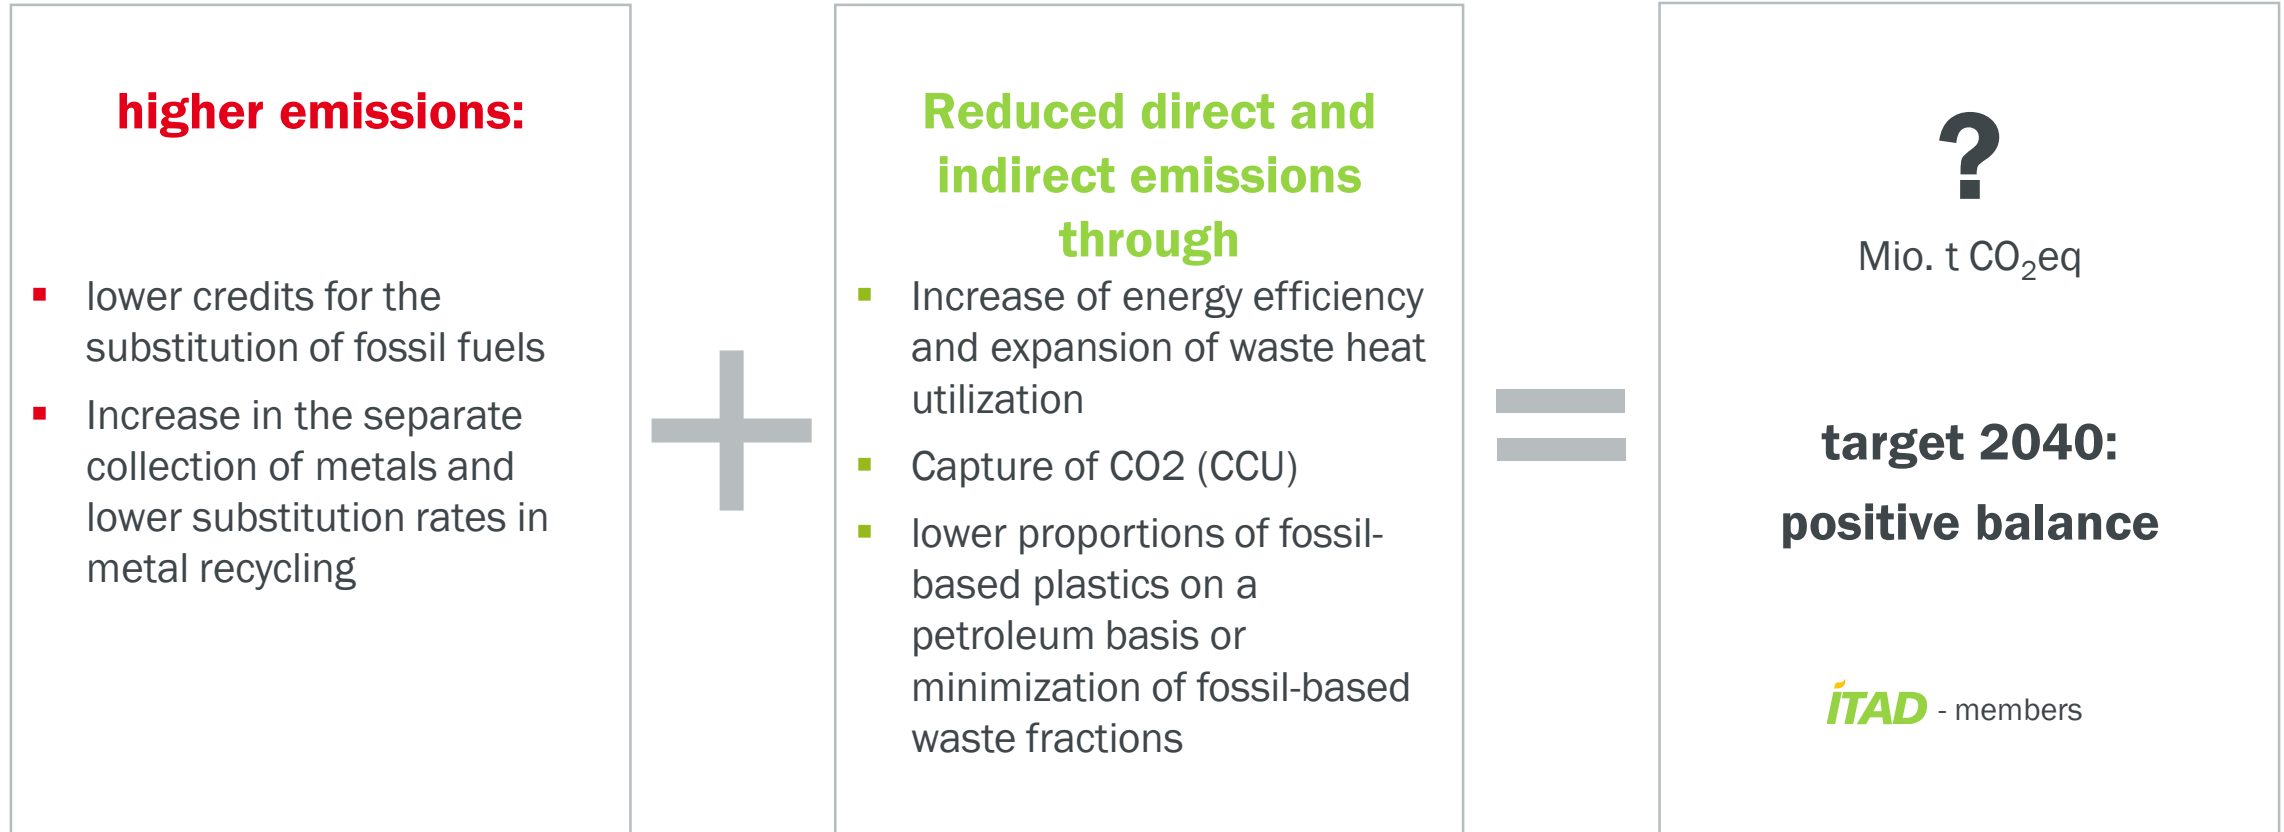 higher emissions:
▪ lower credits for the
substitution of fossil fuels
▪ Increase in the separate
collection of metals and
lower substitution rates in
metal recycling
+
Reduced direct and
indirect emissions
through
▪ Increase of energy efficiency
and expansion of waste heat
utilization
▪ Capture of CO2 (CCU)
▪ lower proportions of fossil-
based plastics on a
petroleum basis or
minimization of fossil-based
waste fractions
=
?
Mio. t CO₂eq
target 2040:
positive balance
ITAD - members